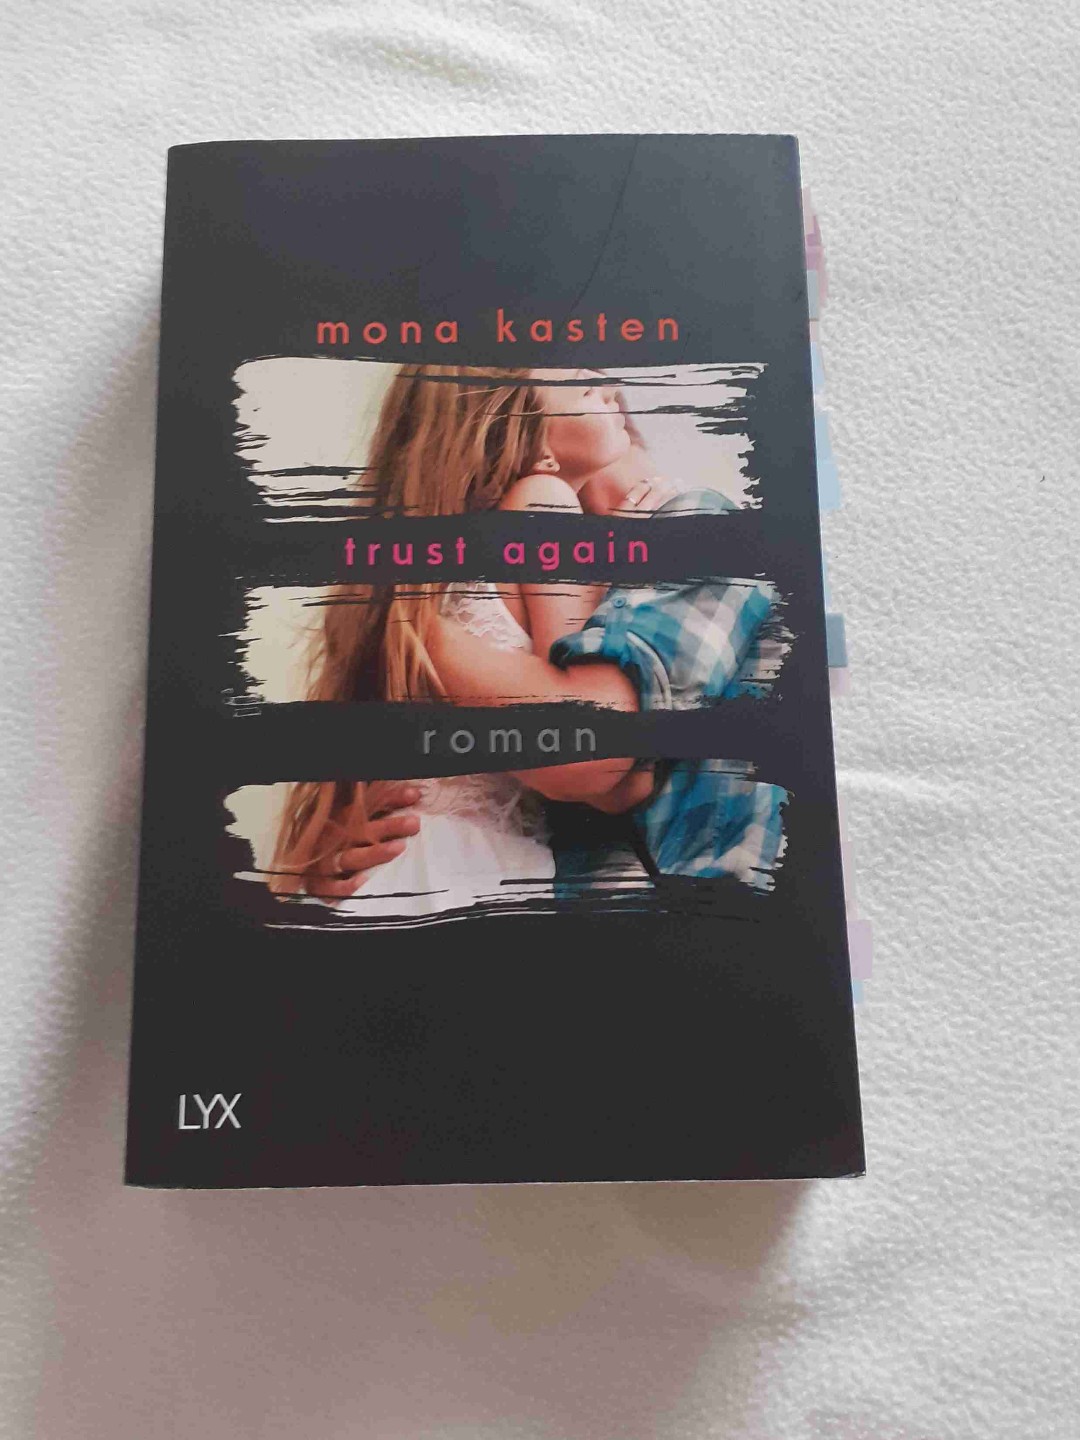 mona kasten
trust again
roman
LYX